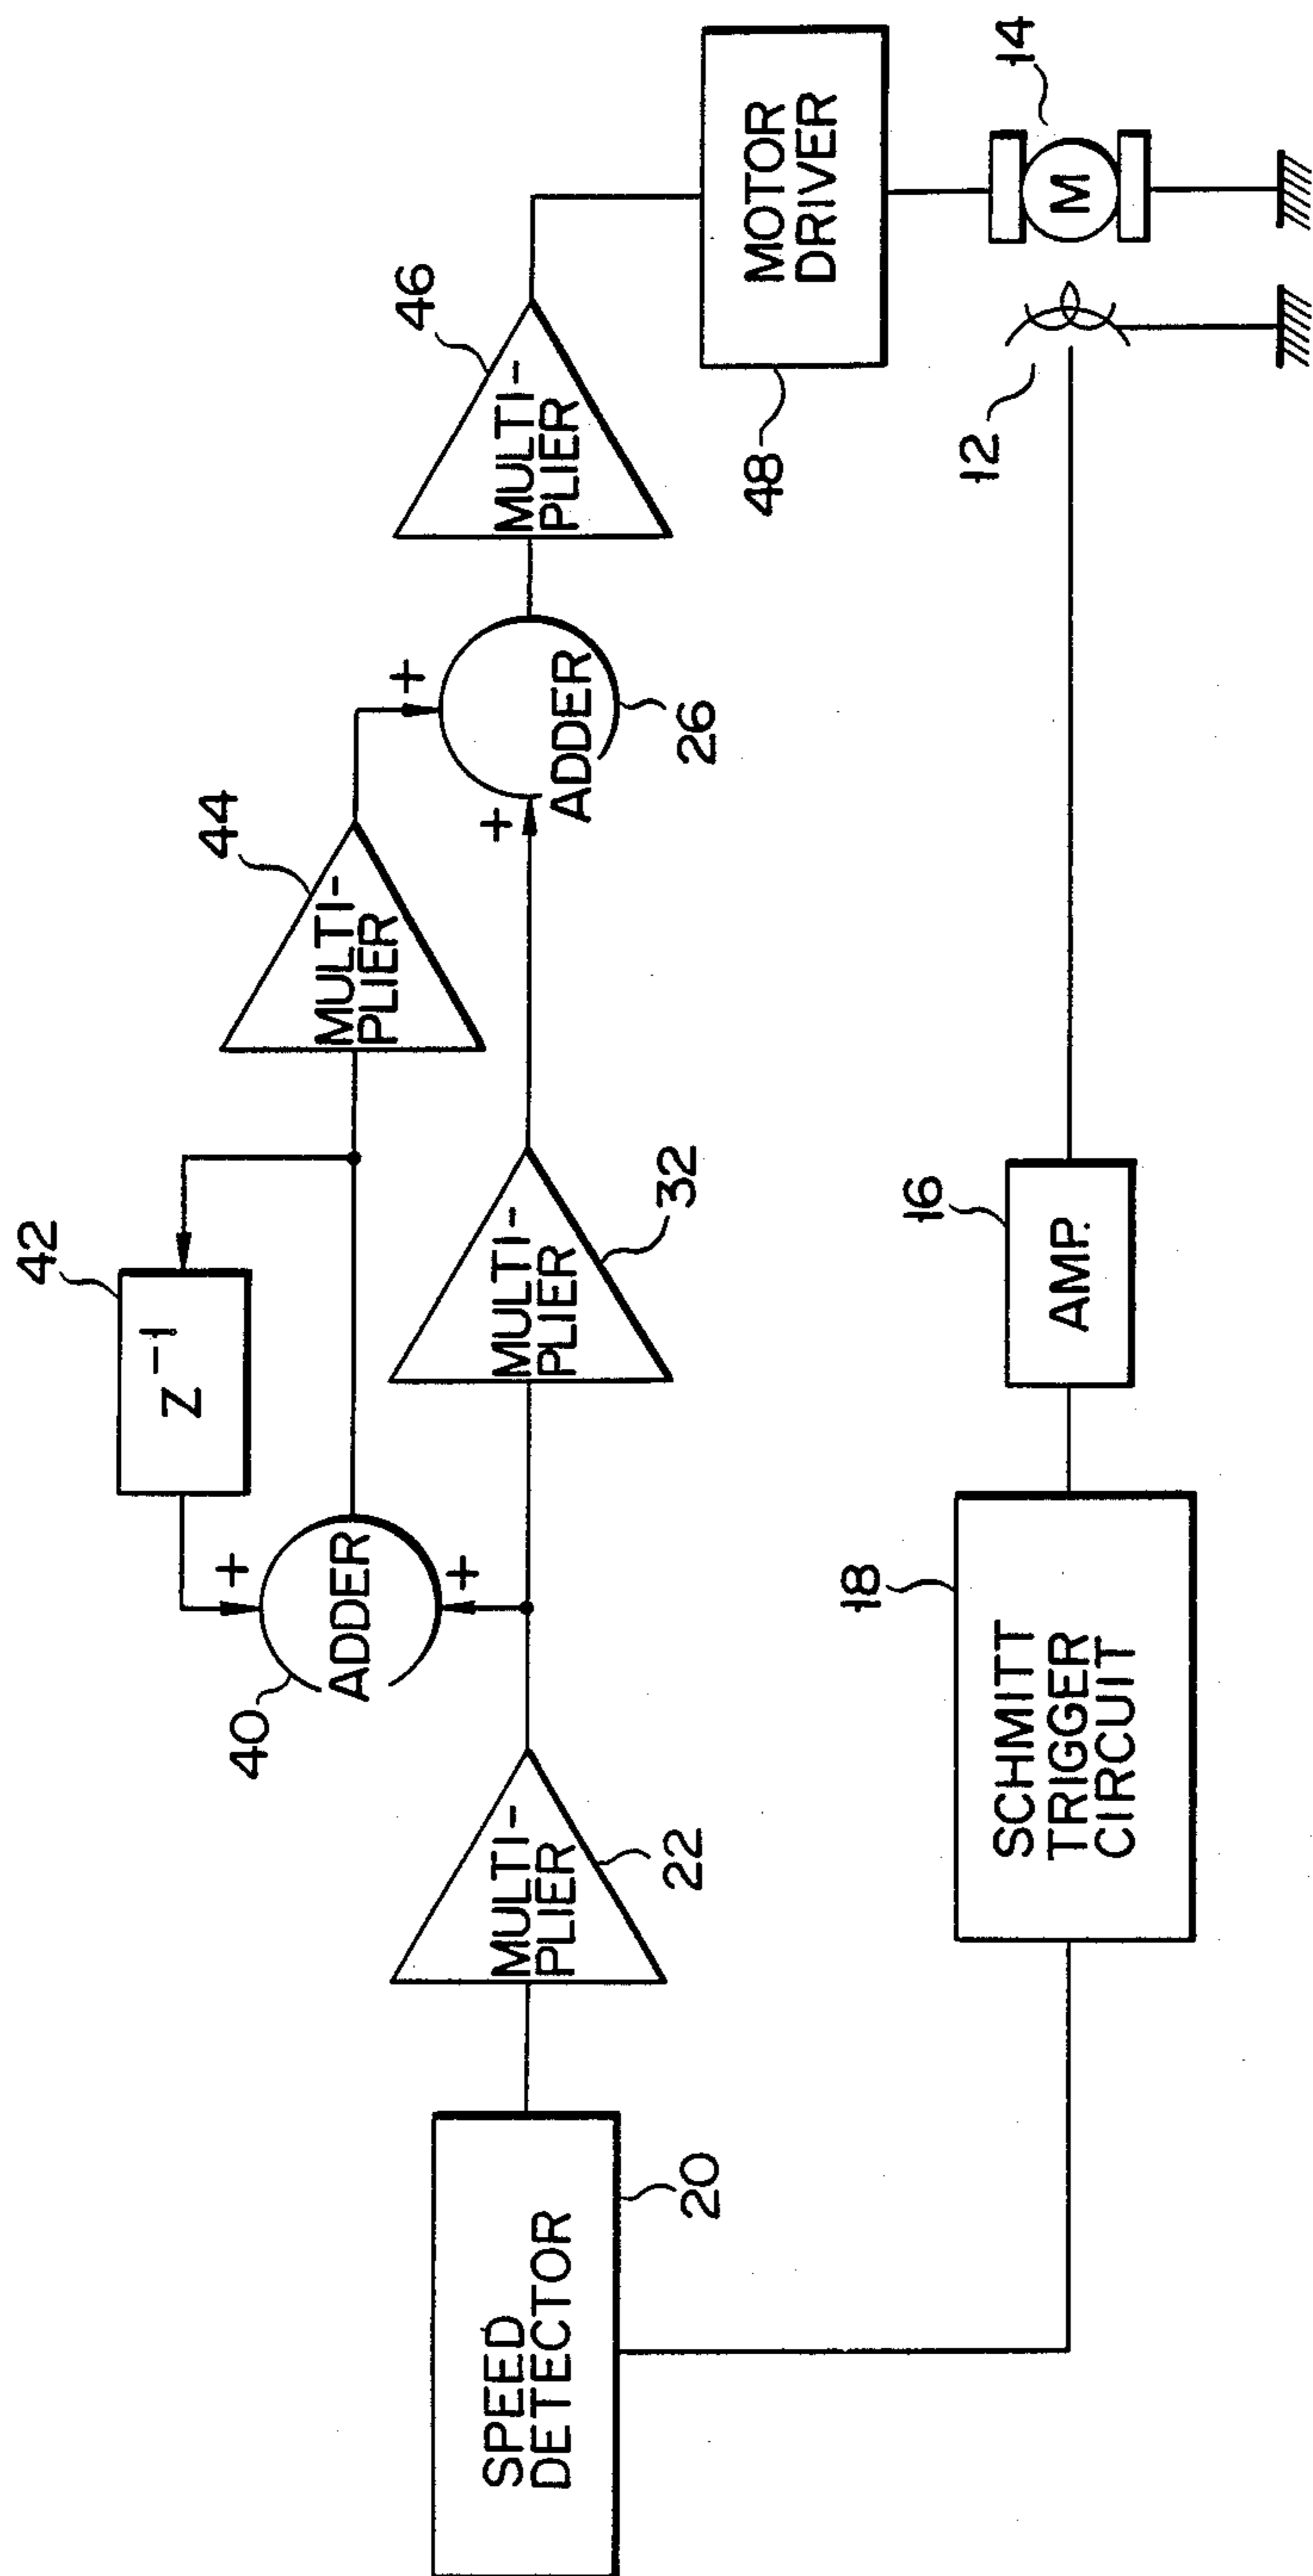 42
Z⁻¹
40
ADDER
+
+
44
MULTI-
PLIER
46
MULTI-
PLIER
+
+
ADDER
26
SPEED
DETECTOR
20
MULTI-
PLIER
22
MULTI-
PLIER
32
MOTOR
DRIVER
48
18
SCHMITT
TRIGGER
CIRCUIT
16
AMP.
12
M
14